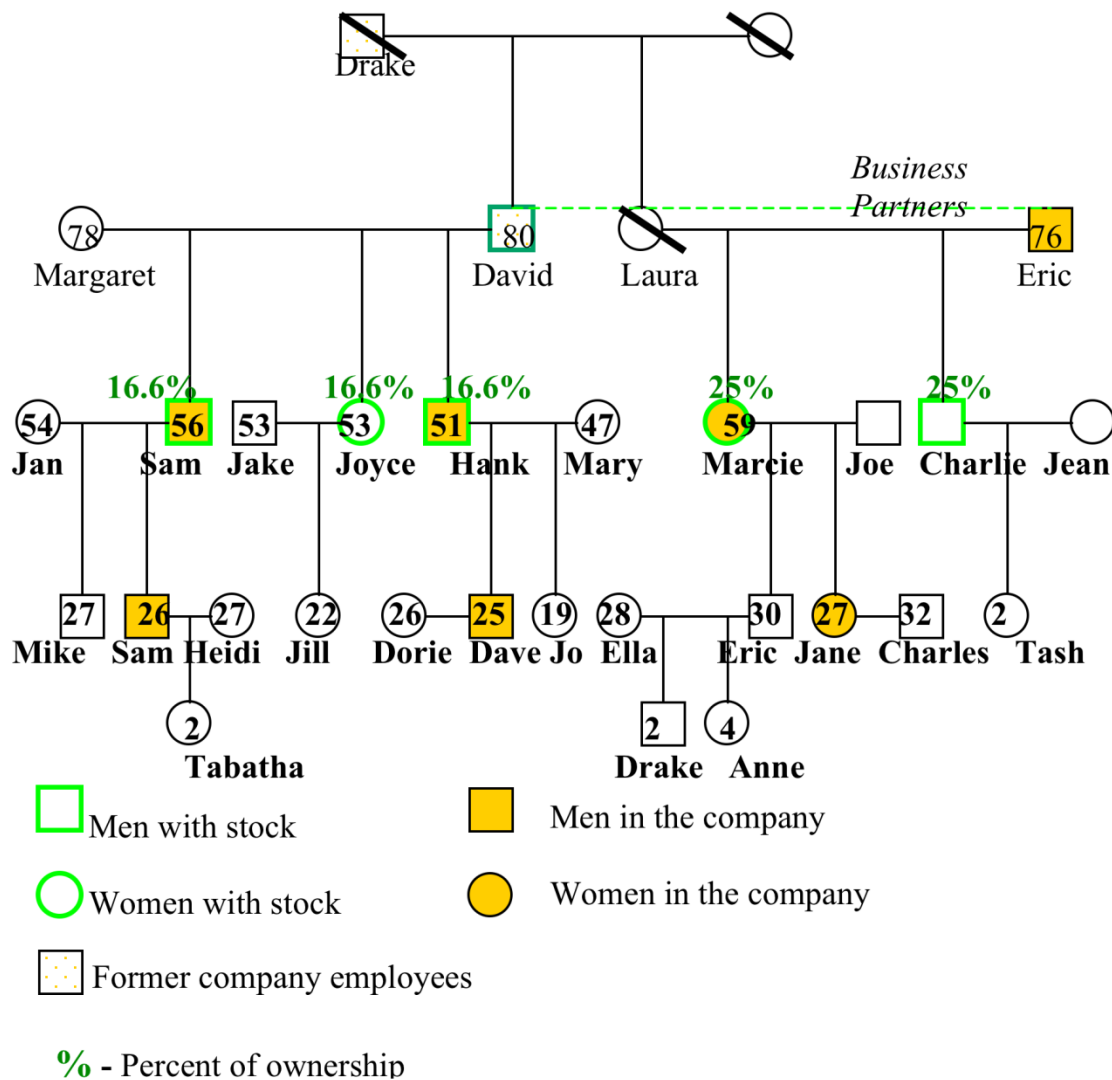 Drake
Business
Partners
78
80
76
Margaret
David
Laura
Eric
16.6%
16.6%
16.6%
25%
25%
54
56
53
53
51
47
59
Jan
Sam
Jake
Joyce
Hank
Mary
Marcie
Joe
Charlie
Jean
27
26
27
22
26
25
19
28
30
27
32
2
Mike
Sam
Heidi
Jill
Dorie
Dave
Jo
Ella
Eric
Jane
Charles
Tash
2
2
4
Tabatha
Drake
Anne
Men with stock
Men in the company
Women with stock
Women in the company
Former company employees
% - Percent of ownership